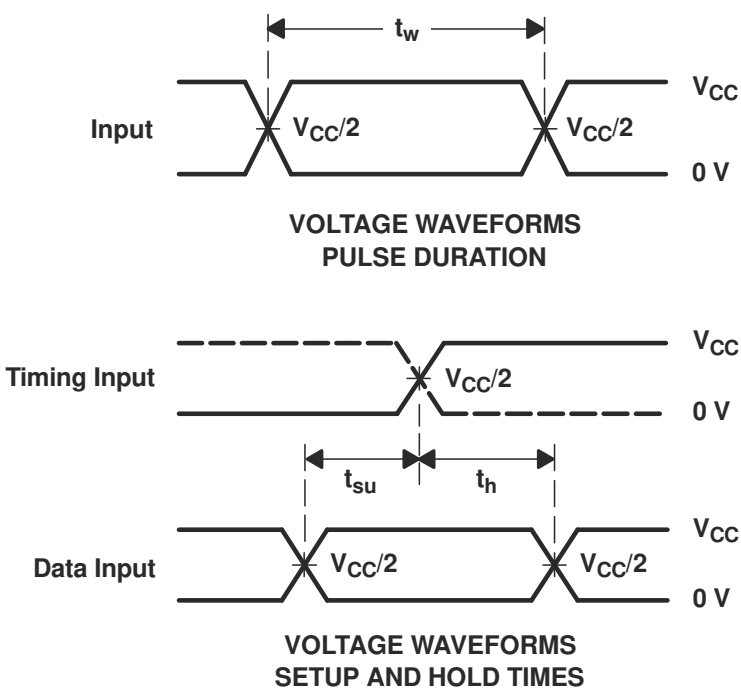 tw
VCC
Input
VCC/2
VCC/2
0 V
VOLTAGE WAVEFORMS
PULSE DURATION
VCC
Timing Input
VCC/2
0 V
tsu
th
VCC
Data Input
VCC/2
VCC/2
0 V
VOLTAGE WAVEFORMS
SETUP AND HOLD TIMES